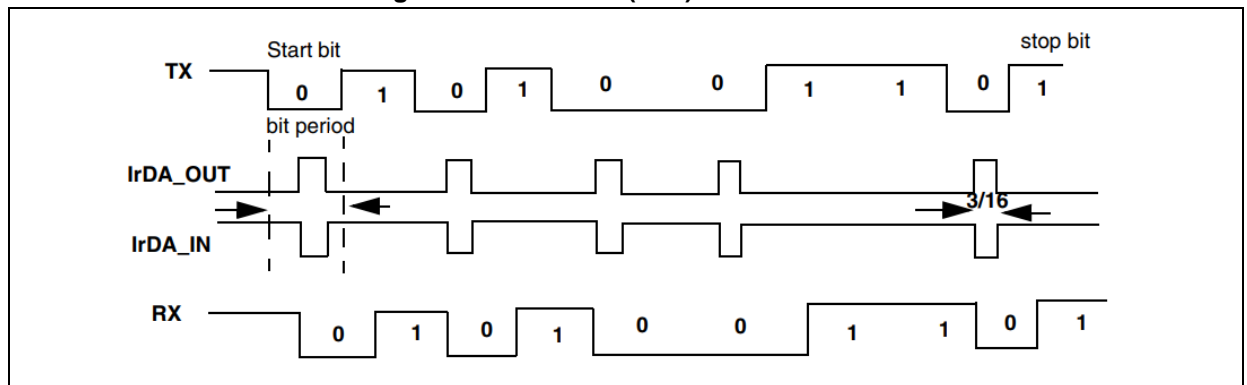 Start bit
stop bit
TX
0 1 0 1 0 0 1 1 0 1
bit period
IrDA_OUT
3/16
IrDA_IN
RX
0 1 0 1 0 0 1 1 0 1